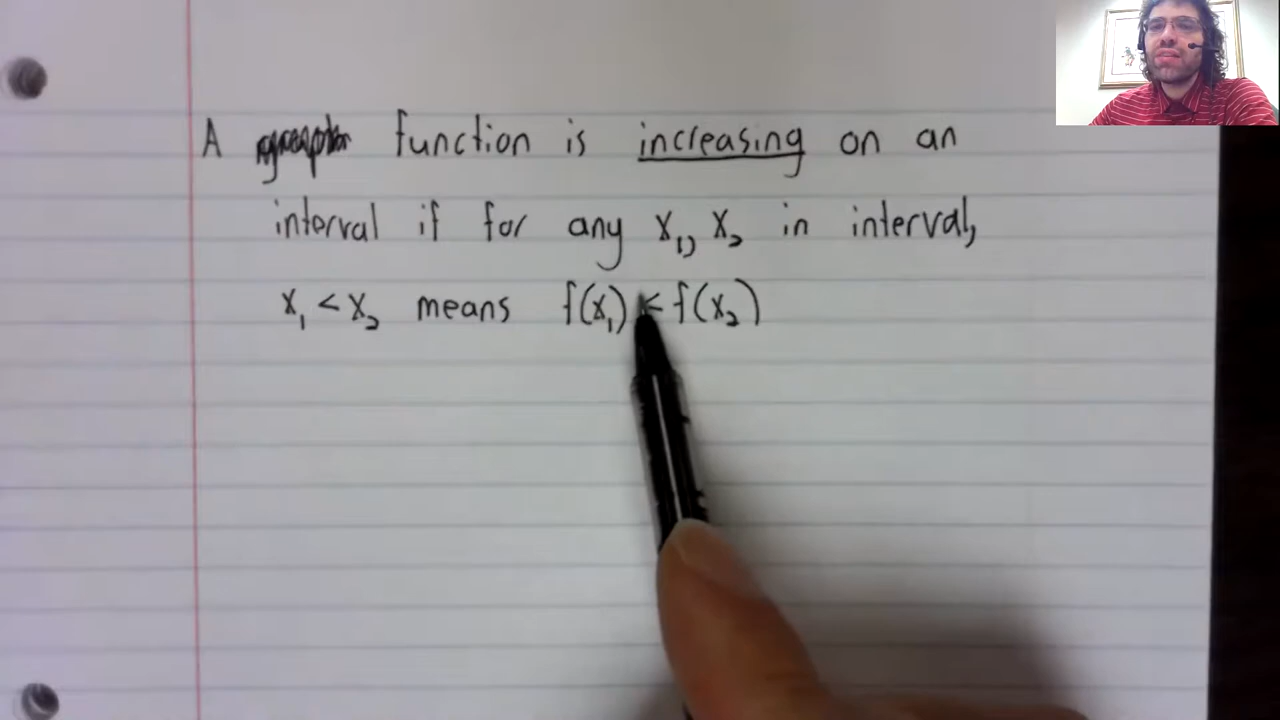 A function is increasing on an
interval if for any x₁, x₂ in interval,
x₁ < x₂ means f(x₁) < f(x₂)